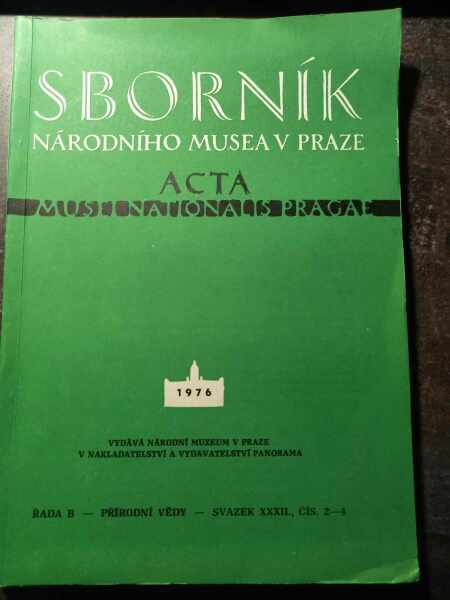 SBORNÍK
NÁRODNÍHO MUSEA V PRAZE
ACTA
MUSEI NATIONALIS PRAGAE
1976
VYDÁVÁ NÁRODNÍ MUZEUM V PRAZE
V NAKLADATELSTVÍ A VYDAVATELSTVÍ PANORAMA
ŘADA B — PŘÍRODNÍ VĚDY — SVAZEK XXXII., ČÍS. 2—4